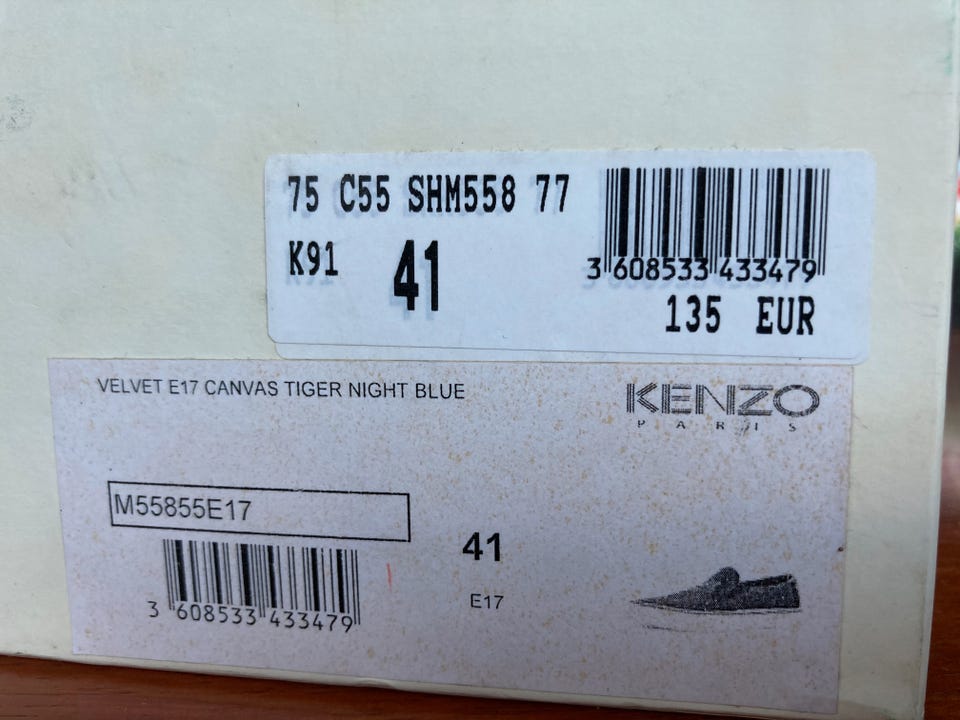 75 C55 SHM558 77
K91 41
3 608533 433479
135 EUR
VELVET E17 CANVAS TIGER NIGHT BLUE
KENZO
PARIS
M55855E17
3 608533 433479
41
E17